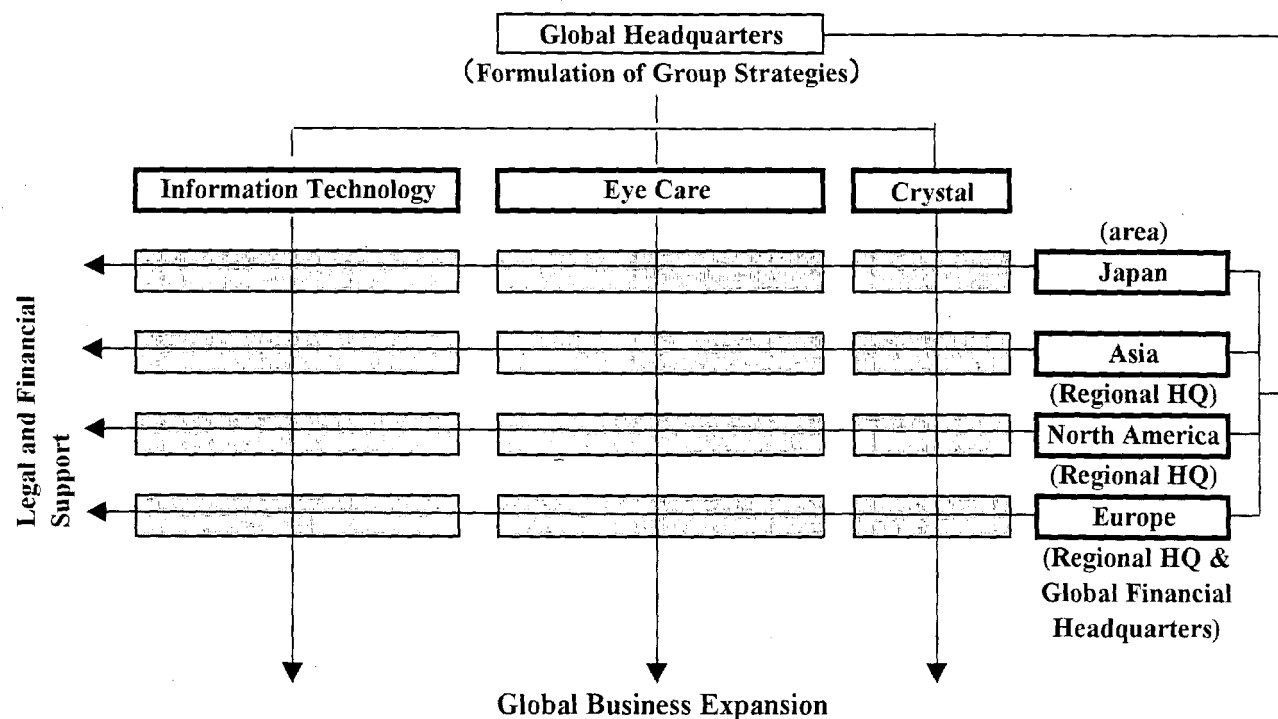 Global Headquarters
(Formulation of Group Strategies)
Information Technology
Eye Care
Crystal
(area)
Japan
Asia
(Regional HQ)
North America
(Regional HQ)
Europe
(Regional HQ &
Global Financial
Headquarters)
Legal and Financial
Support
Global Business Expansion